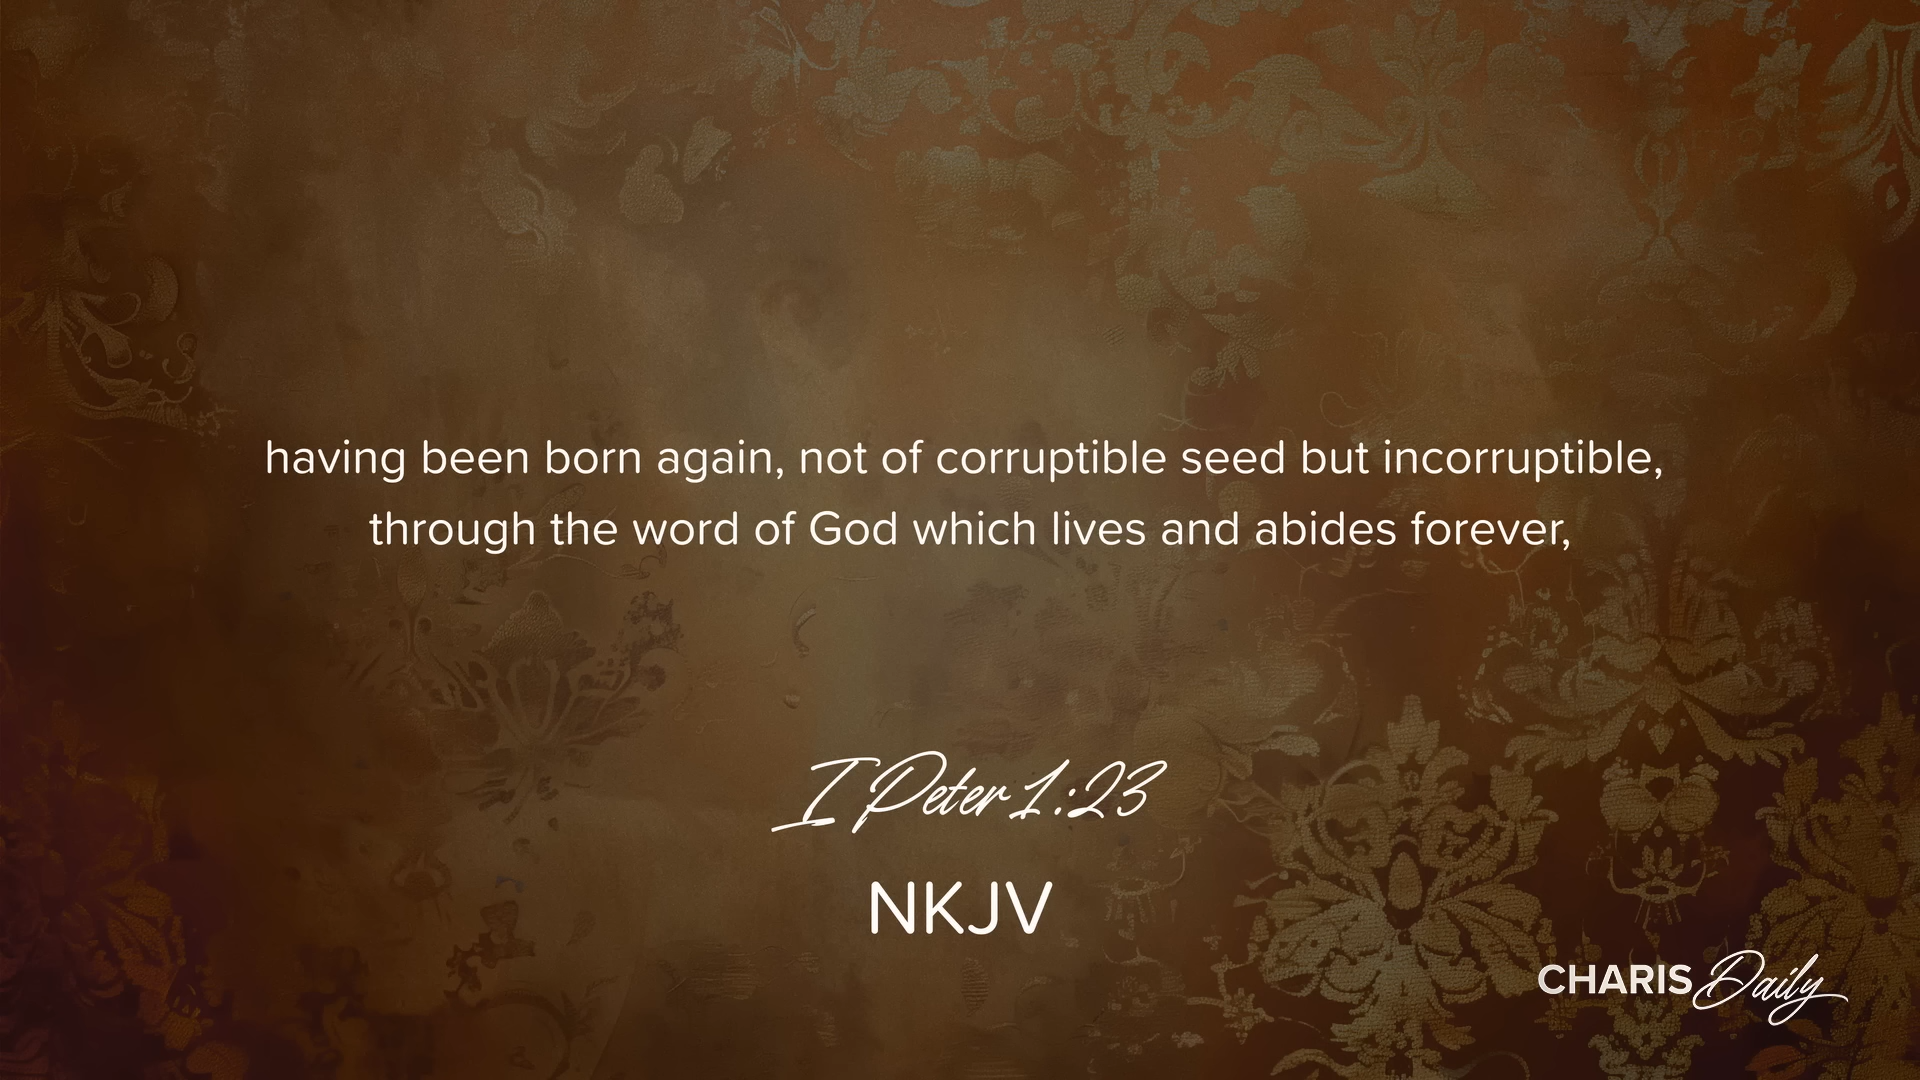 having been born again, not of corruptible seed but incorruptible,
through the word of God which lives and abides forever,
I Peter 1:23
NKJV
CHARIS Daily